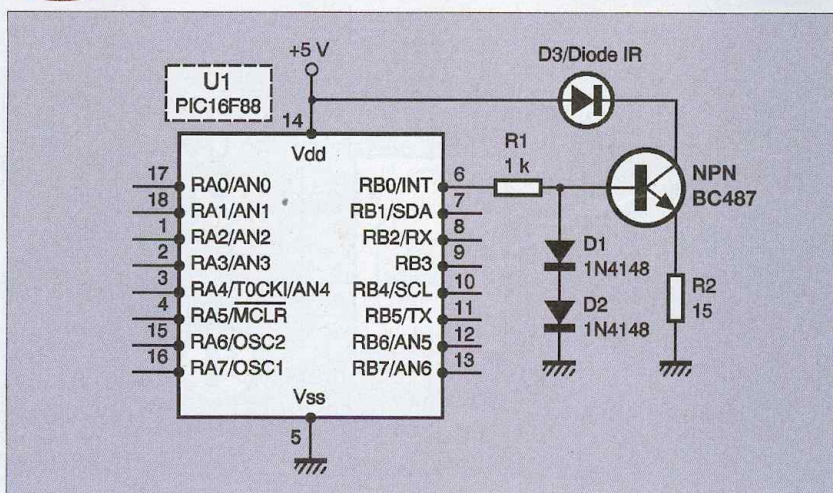 +5 V
D3/Diode IR
U1
PIC16F88
14
Vdd
R1
1 k
NPN
BC487
17 RA0/AN0 RB0/INT 6
18 RA1/AN1 RB1/SDA 7
1 RA2/AN2 RB2/RX 8
2 RA3/AN3 RB3 9
3 RA4/T0CKI/AN4 RB4/SCL 10
4 RA5/MCLR RB5/TX 11
15 RA6/OSC2 RB6/AN5 12
16 RA7/OSC1 RB7/AN6 13
D1
1N4148
D2
1N4148
R2
15
Vss
5